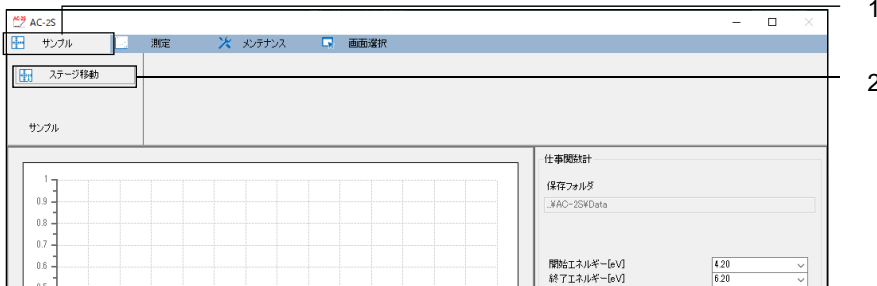 AC-2S
1
サンプル 測定 メンテナンス 画面選択
ステージ移動
2
サンプル
仕事関数計
保存フォルダ
..¥AC-2S¥Data
1
0.9
0.8
0.7
0.6
0.5
開始エネルギー[eV] 4.20
終了エネルギー[eV] 6.20